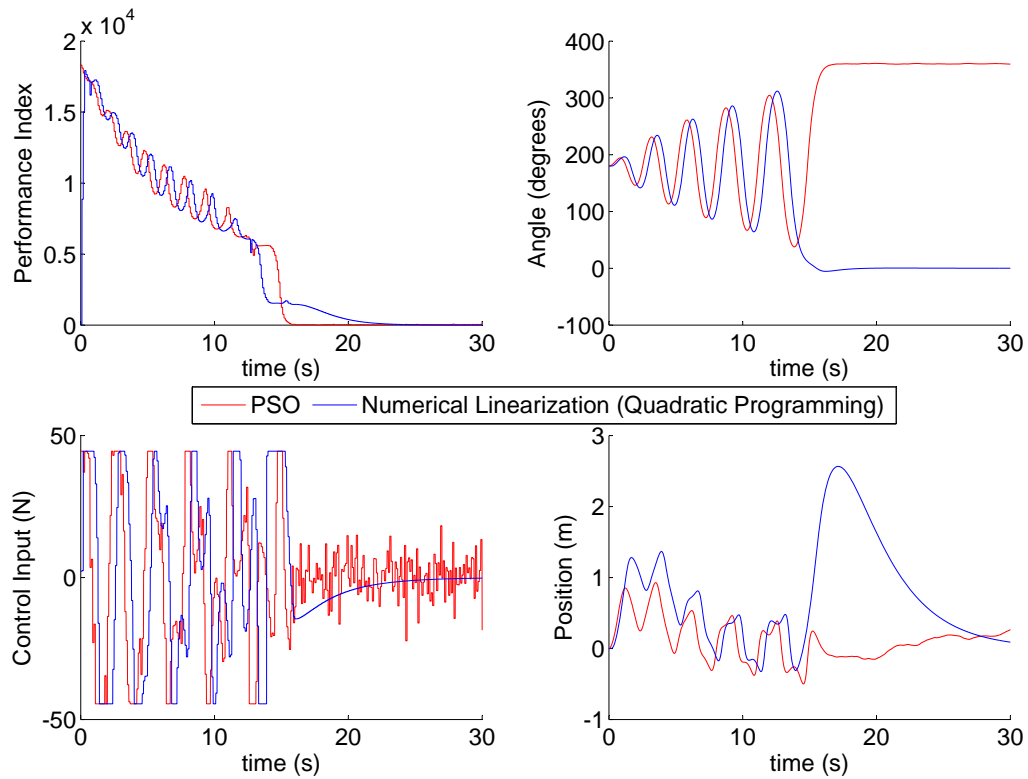 x 10^4
2
1.5
1
0.5
0
Performance Index
0 10 20 30
time (s)
400
300
200
100
0
-100
Angle (degrees)
0 10 20 30
time (s)
PSO Numerical Linearization (Quadratic Programming)
50
0
-50
Control Input (N)
0 10 20 30
time (s)
3
2
1
0
-1
Position (m)
0 10 20 30
time (s)